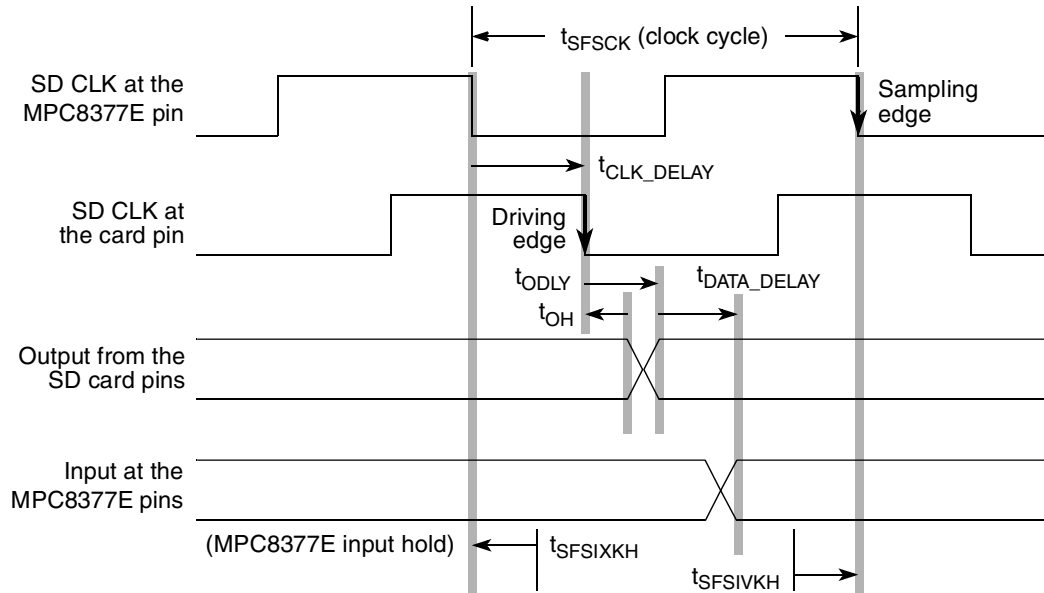 tSFSCK (clock cycle)
SD CLK at the
MPC8377E pin
Sampling
edge
tCLK_DELAY
SD CLK at
the card pin
Driving
edge
tODLY
tDATA_DELAY
tOH
Output from the
SD card pins
Input at the
MPC8377E pins
(MPC8377E input hold)
tSFSIXKH
tSFSIVKH